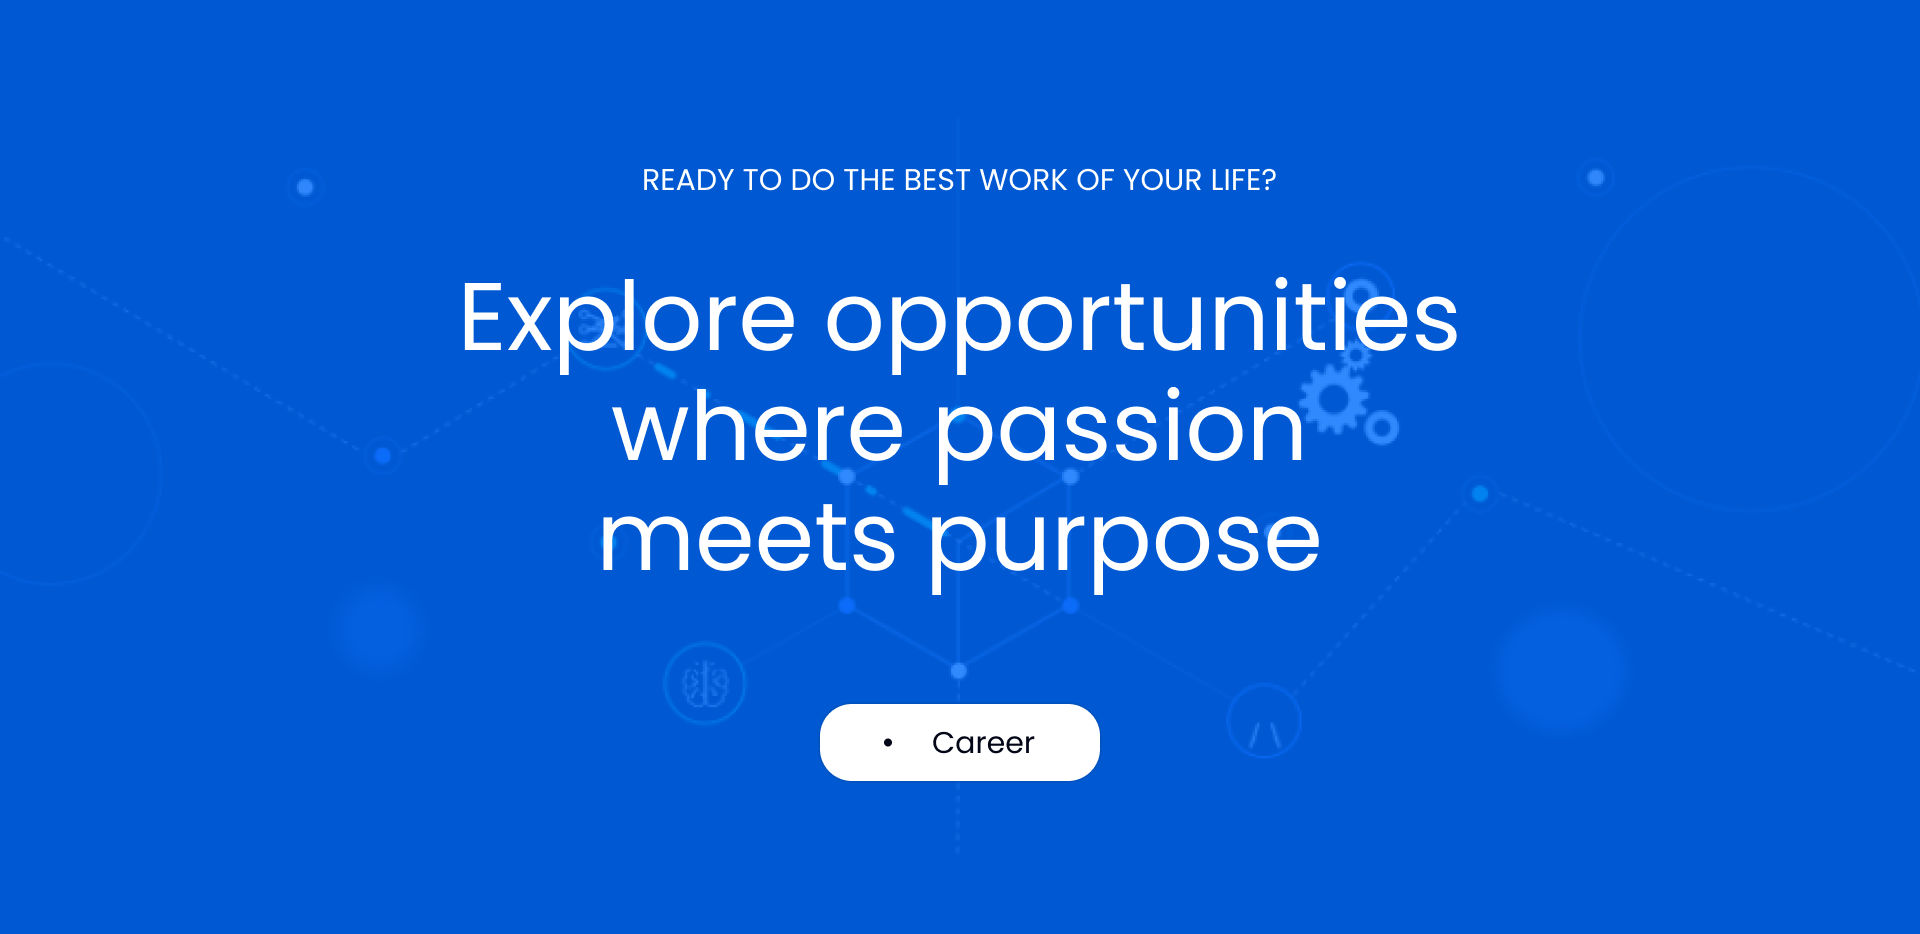 READY TO DO THE BEST WORK OF YOUR LIFE?
Explore opportunities
where passion
meets purpose
• Career